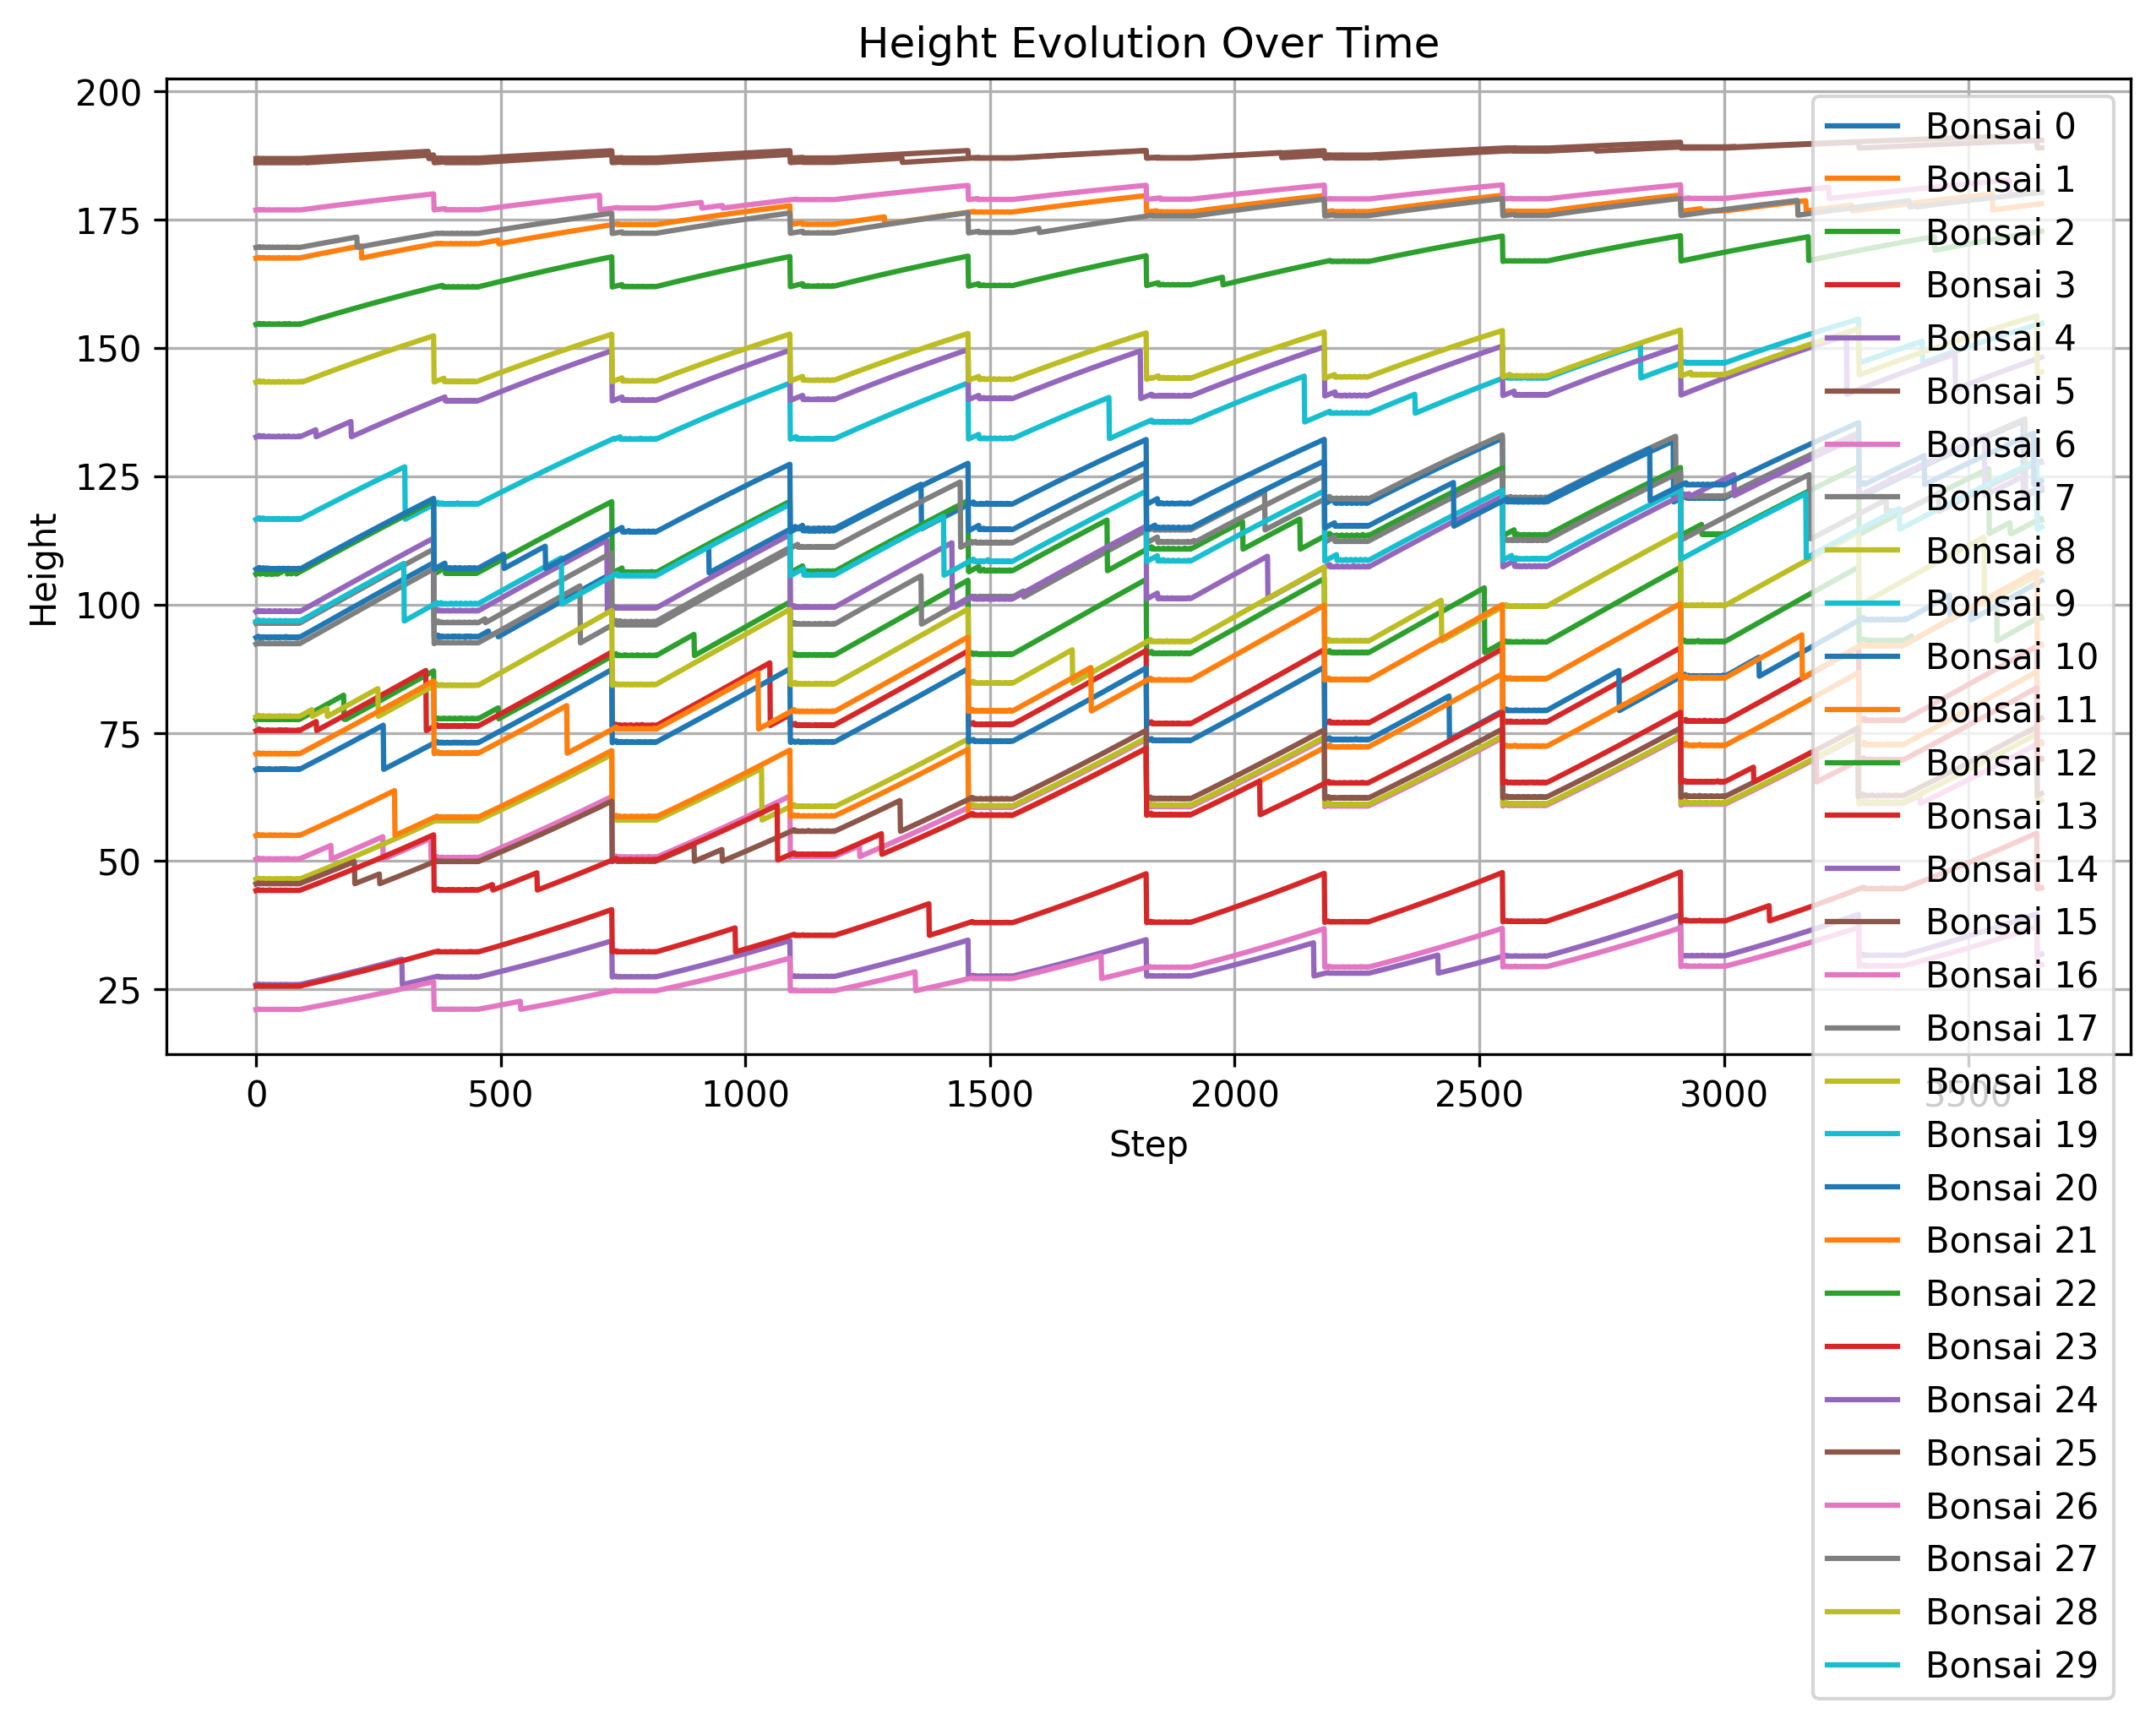 Height Evolution Over Time
200
175
150
125
100
75
50
25
Height
0
500
1000
1500
2000
2500
3000
3500
Step
Bonsai 0
Bonsai 1
Bonsai 2
Bonsai 3
Bonsai 4
Bonsai 5
Bonsai 6
Bonsai 7
Bonsai 8
Bonsai 9
Bonsai 10
Bonsai 11
Bonsai 12
Bonsai 13
Bonsai 14
Bonsai 15
Bonsai 16
Bonsai 17
Bonsai 18
Bonsai 19
Bonsai 20
Bonsai 21
Bonsai 22
Bonsai 23
Bonsai 24
Bonsai 25
Bonsai 26
Bonsai 27
Bonsai 28
Bonsai 29